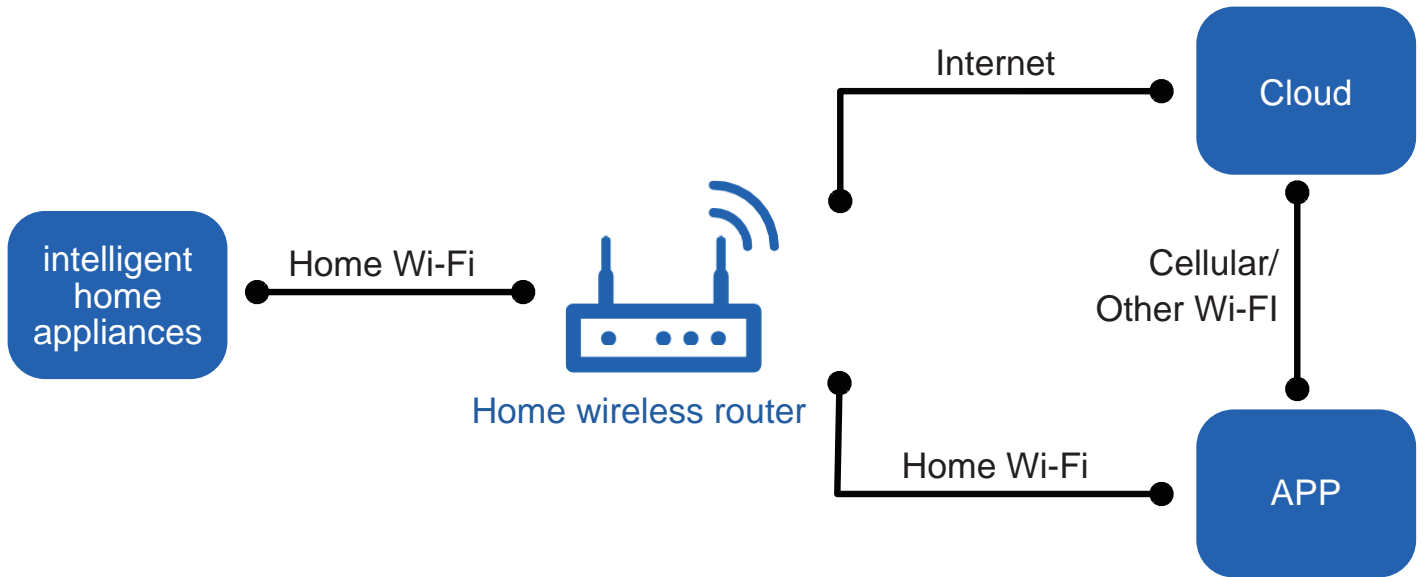 Internet
Cloud
intelligent
home
appliances
Home Wi-Fi
Cellular/
Other Wi-FI
Home wireless router
Home Wi-Fi
APP